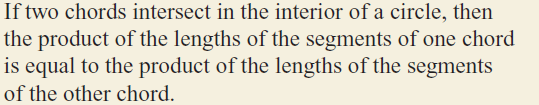 If two chords intersect in the interior of a circle, then
the product of the lengths of the segments of one chord
is equal to the product of the lengths of the segments
of the other chord.